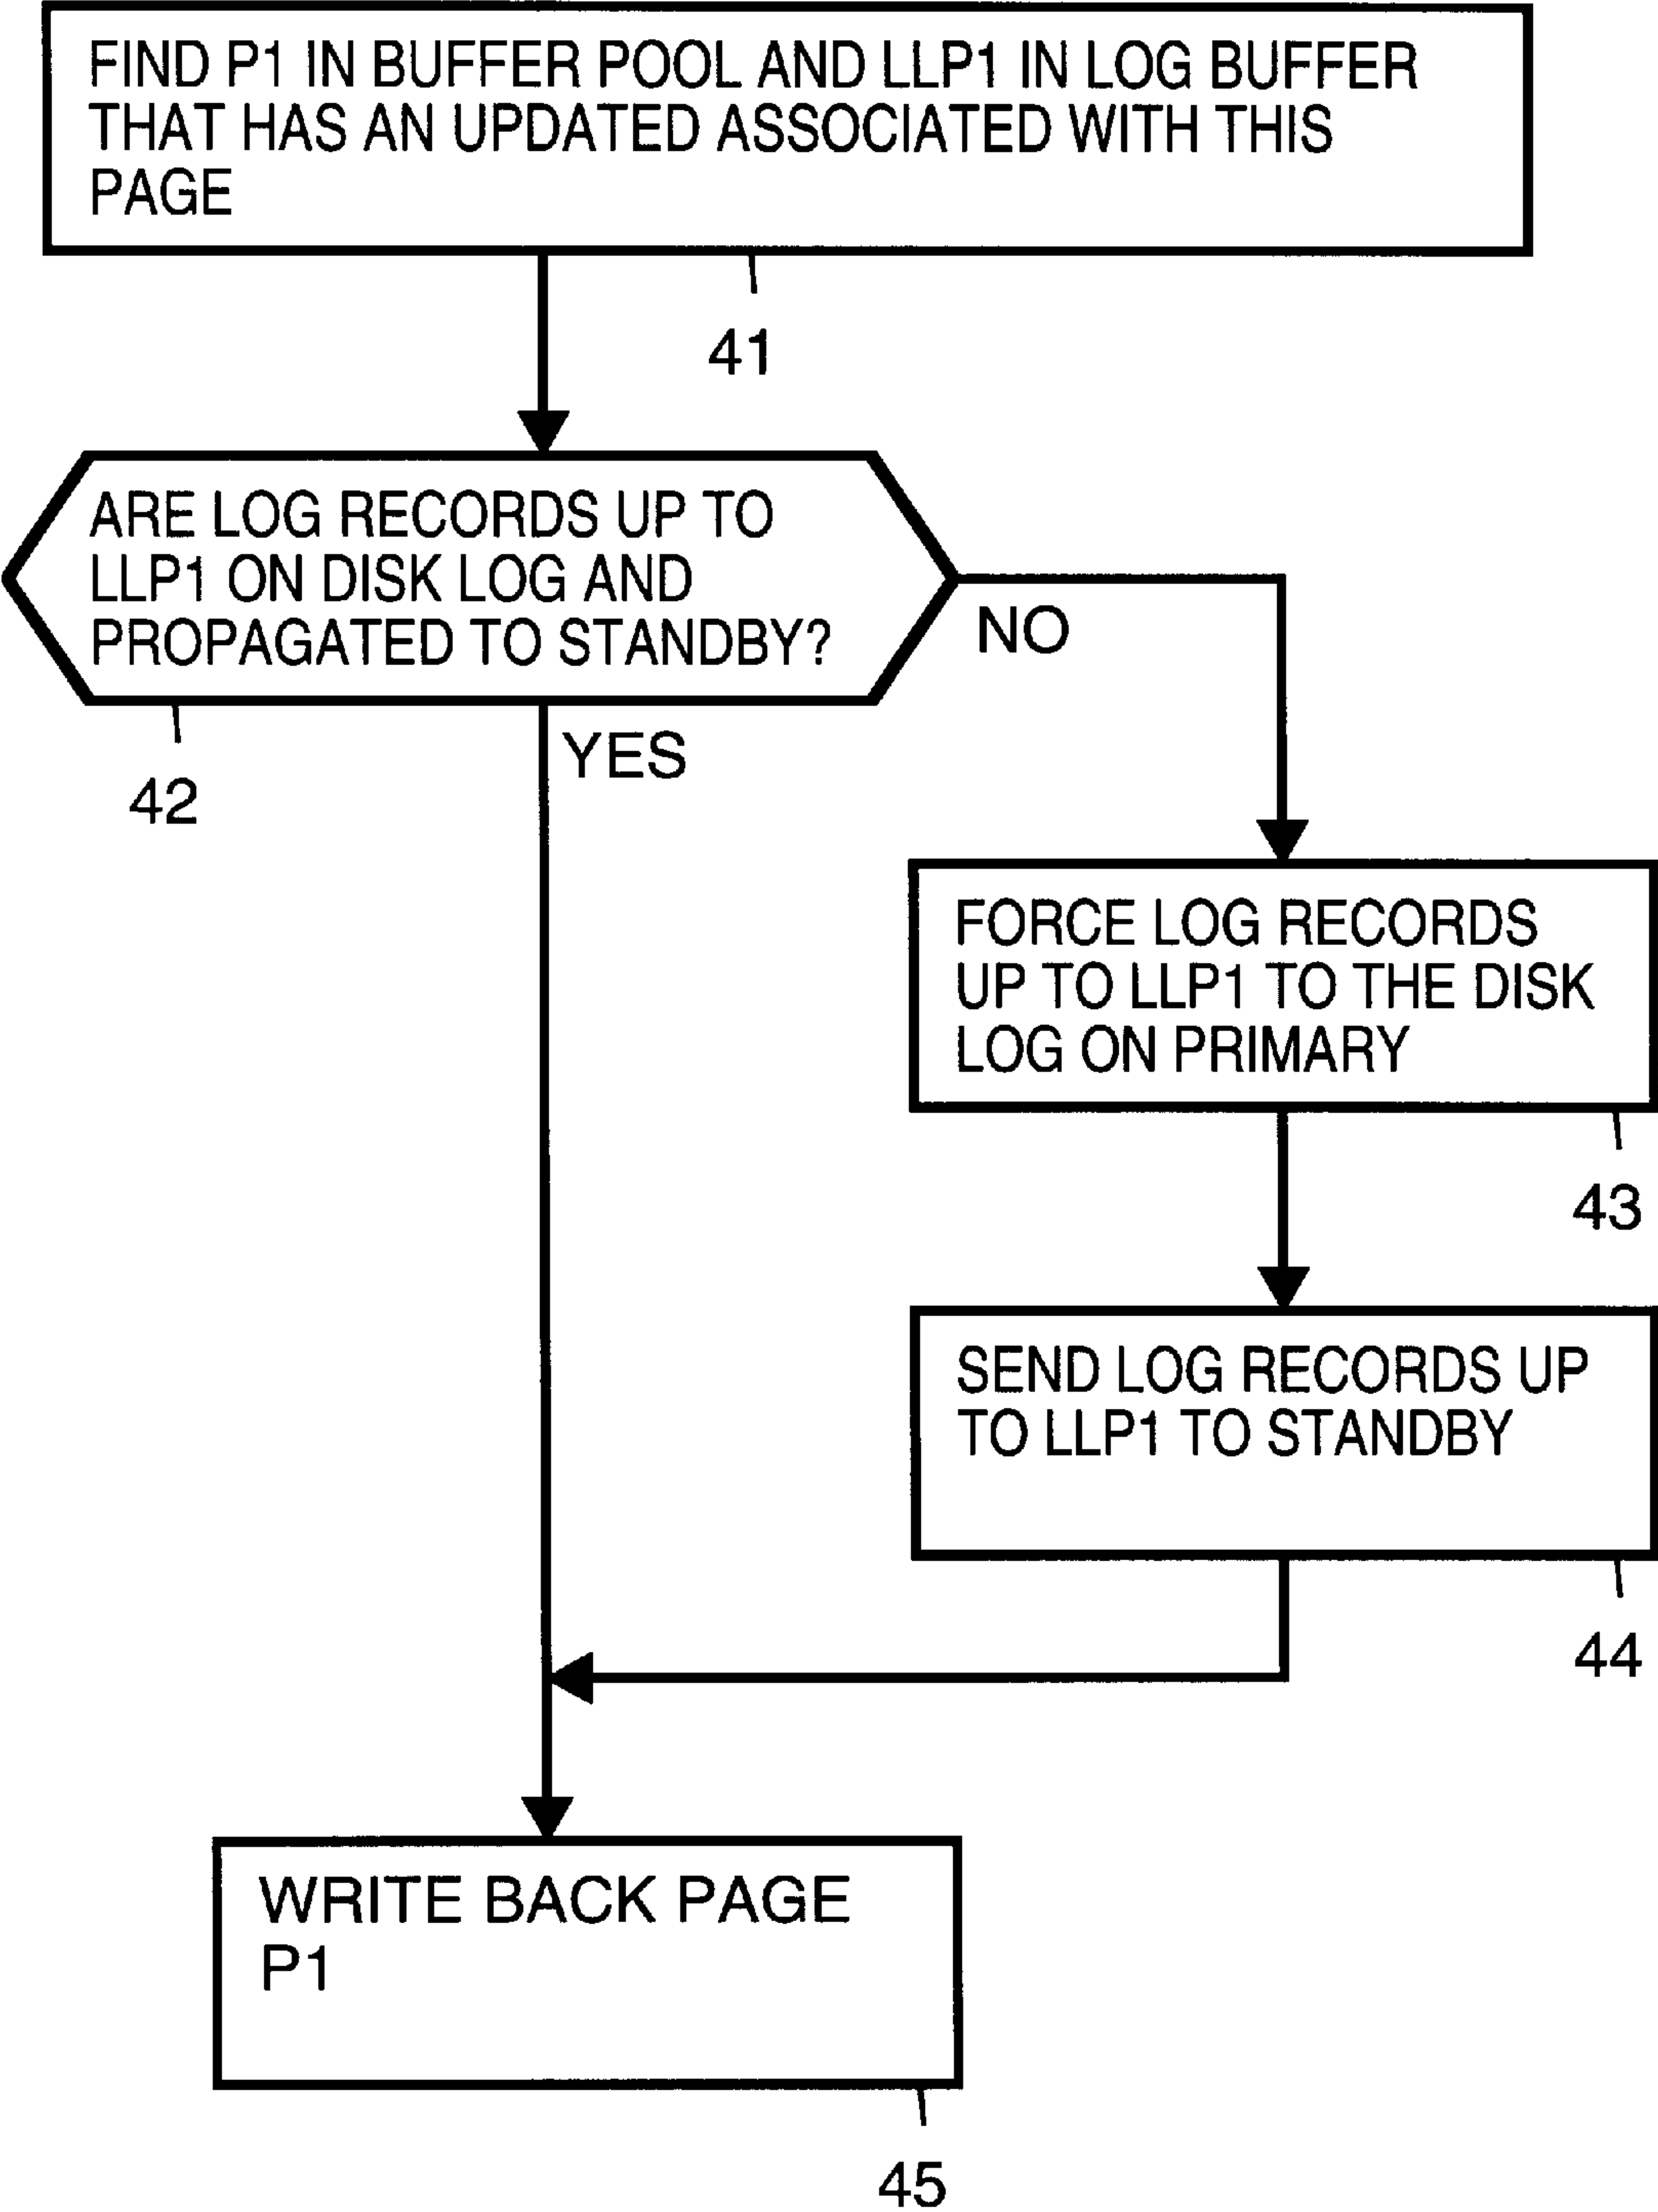 FIND P1 IN BUFFER POOL AND LLP1 IN LOG BUFFER
THAT HAS AN UPDATED ASSOCIATED WITH THIS
PAGE
41
ARE LOG RECORDS UP TO
LLP1 ON DISK LOG AND
PROPAGATED TO STANDBY?
NO
YES
42
FORCE LOG RECORDS
UP TO LLP1 TO THE DISK
LOG ON PRIMARY
43
SEND LOG RECORDS UP
TO LLP1 TO STANDBY
44
WRITE BACK PAGE
P1
45